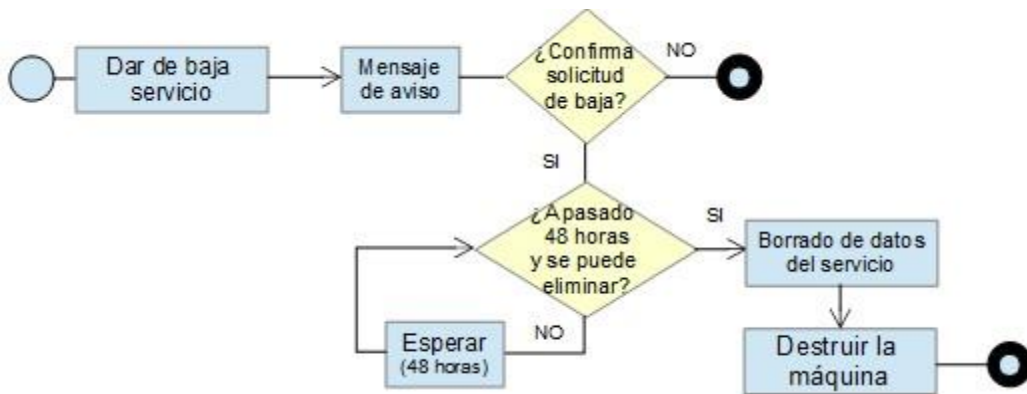 Dar de baja
servicio
Mensaje
de aviso
¿Confirma
solicitud
de baja?
NO
SI
¿Apasado
48 horas
y se puede
eliminar?
SI
Borrado de datos
del servicio
NO
Esperar
(48 horas)
Destruir la
máquina